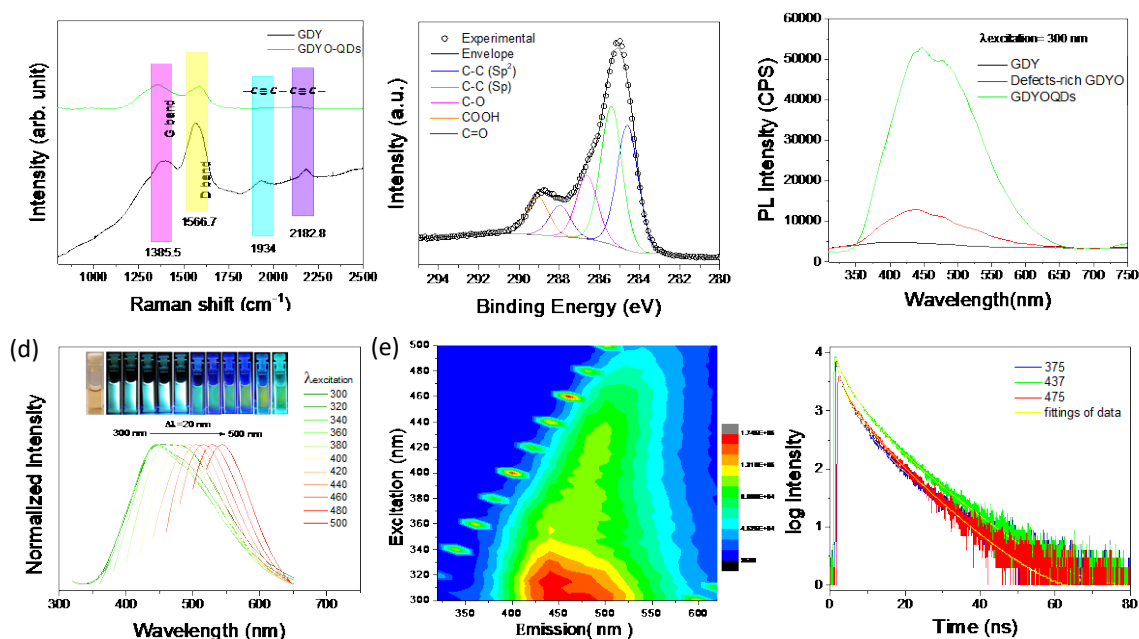 GDY
GDYO-QDs
G band
D band
-C≡C-C≡C-
1385.5
1566.7
1934
2182.8
1000
1500
2000
2500
Raman shift (cm-1)
Intensity (arb. unit)
Experimental
Envelope
C-C (Sp2)
C-C (Sp)
C-O
COOH
C=O
290
288
286
284
282
280
Binding Energy (eV)
Intensity (a.u.)
λexcitation= 300 nm
GDY
Defects-rich GDYO
GDYOQDs
60000
50000
40000
30000
20000
10000
0
350 400 450 500 550 600 650 700 750
Wavelength(nm)
PL Intensity (CPS)
(d)
λexcitation
300
320
340
360
380
400
420
440
460
480
500
Δλ=20 nm
300 nm
500 nm
300 400 500 600 700
Wavelength (nm)
Normalized Intensity
(e)
500
480
460
440
420
400
380
360
340
320
300
350 400 450 500 550 600
Emission( nm )
Excitation (nm)
375
437
475
fittings of data
4
3
2
1
0
0 20 40 60 80
Time (ns)
log Intensity